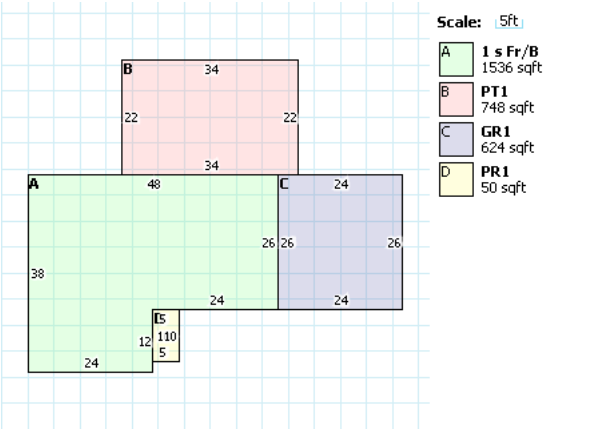 Scale: 5ft
A 1 s Fr/B
1536 sqft
B PT1
748 sqft
C GR1
624 sqft
D PR1
50 sqft
B 34
22 22
34
A 48 C 24
26 26 26
38
24 24
5
12 110
5
24